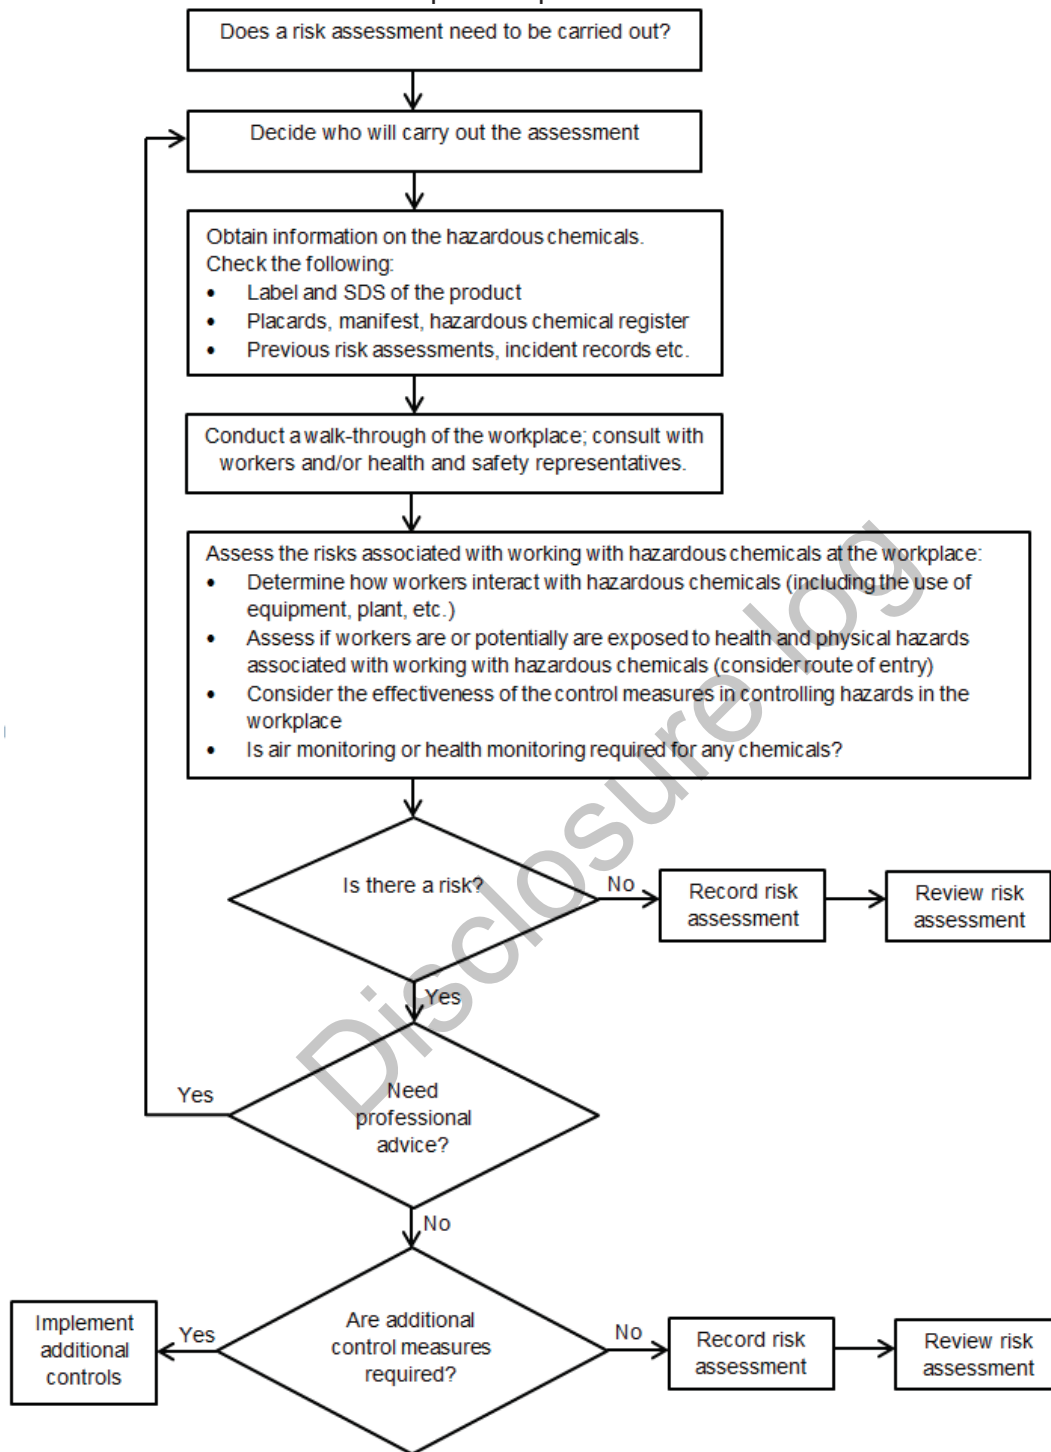 Does a risk assessment need to be carried out?
Decide who will carry out the assessment
Obtain information on the hazardous chemicals.
Check the following:
• Label and SDS of the product
• Placards, manifest, hazardous chemical register
• Previous risk assessments, incident records etc.
Conduct a walk-through of the workplace; consult with
workers and/or health and safety representatives.
Assess the risks associated with working with hazardous chemicals at the workplace:
• Determine how workers interact with hazardous chemicals (including the use of
equipment, plant, etc.)
• Assess if workers are or potentially are exposed to health and physical hazards
associated with working with hazardous chemicals (consider route of entry)
• Consider the effectiveness of the control measures in controlling hazards in the
workplace
• Is air monitoring or health monitoring required for any chemicals?
Is there a risk?
No
Record risk
assessment
Review risk
assessment
Yes
Need
professional
advice?
Yes
No
Are additional
control measures
required?
Yes
Implement
additional
controls
No
Record risk
assessment
Review risk
assessment
Disclosure log